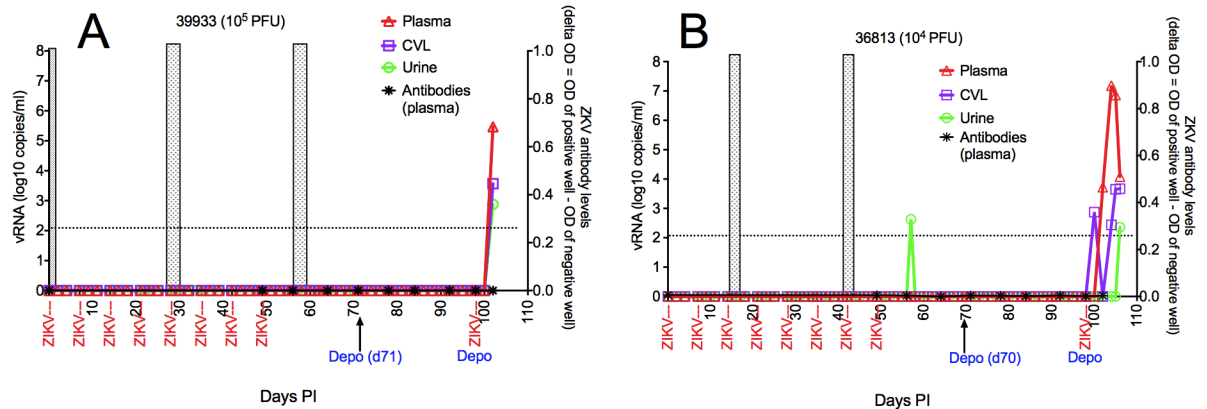 A
39933 (10⁵ PFU)
Plasma
CVL
Urine
Antibodies
(plasma)
vRNA (log10 copies/ml)
8
7
6
5
4
3
2
1
0
1.0
0.8
0.6
0.4
0.2
0.0
ZKV antibody levels
(delta OD = OD of positive well - OD of negative well)
10
20
30
40
50
60
70
80
90
100
110
ZIKV---
ZIKV---
ZIKV---
ZIKV---
ZIKV---
ZIKV---
ZIKV---
ZIKV---
ZIKV---
Depo (d71)
Depo
Days PI
B
36813 (10⁴ PFU)
Plasma
CVL
Urine
Antibodies
(plasma)
vRNA (log10 copies/ml)
8
7
6
5
4
3
2
1
0
1.0
0.8
0.6
0.4
0.2
0.0
ZKV antibody levels
(delta OD = OD of positive well - OD of negative well)
10
20
30
40
50
60
70
80
90
100
110
ZIKV---
ZIKV---
ZIKV---
ZIKV---
ZIKV---
ZIKV---
ZIKV---
ZIKV---
ZIKV---
Depo (d70)
Depo
Days PI